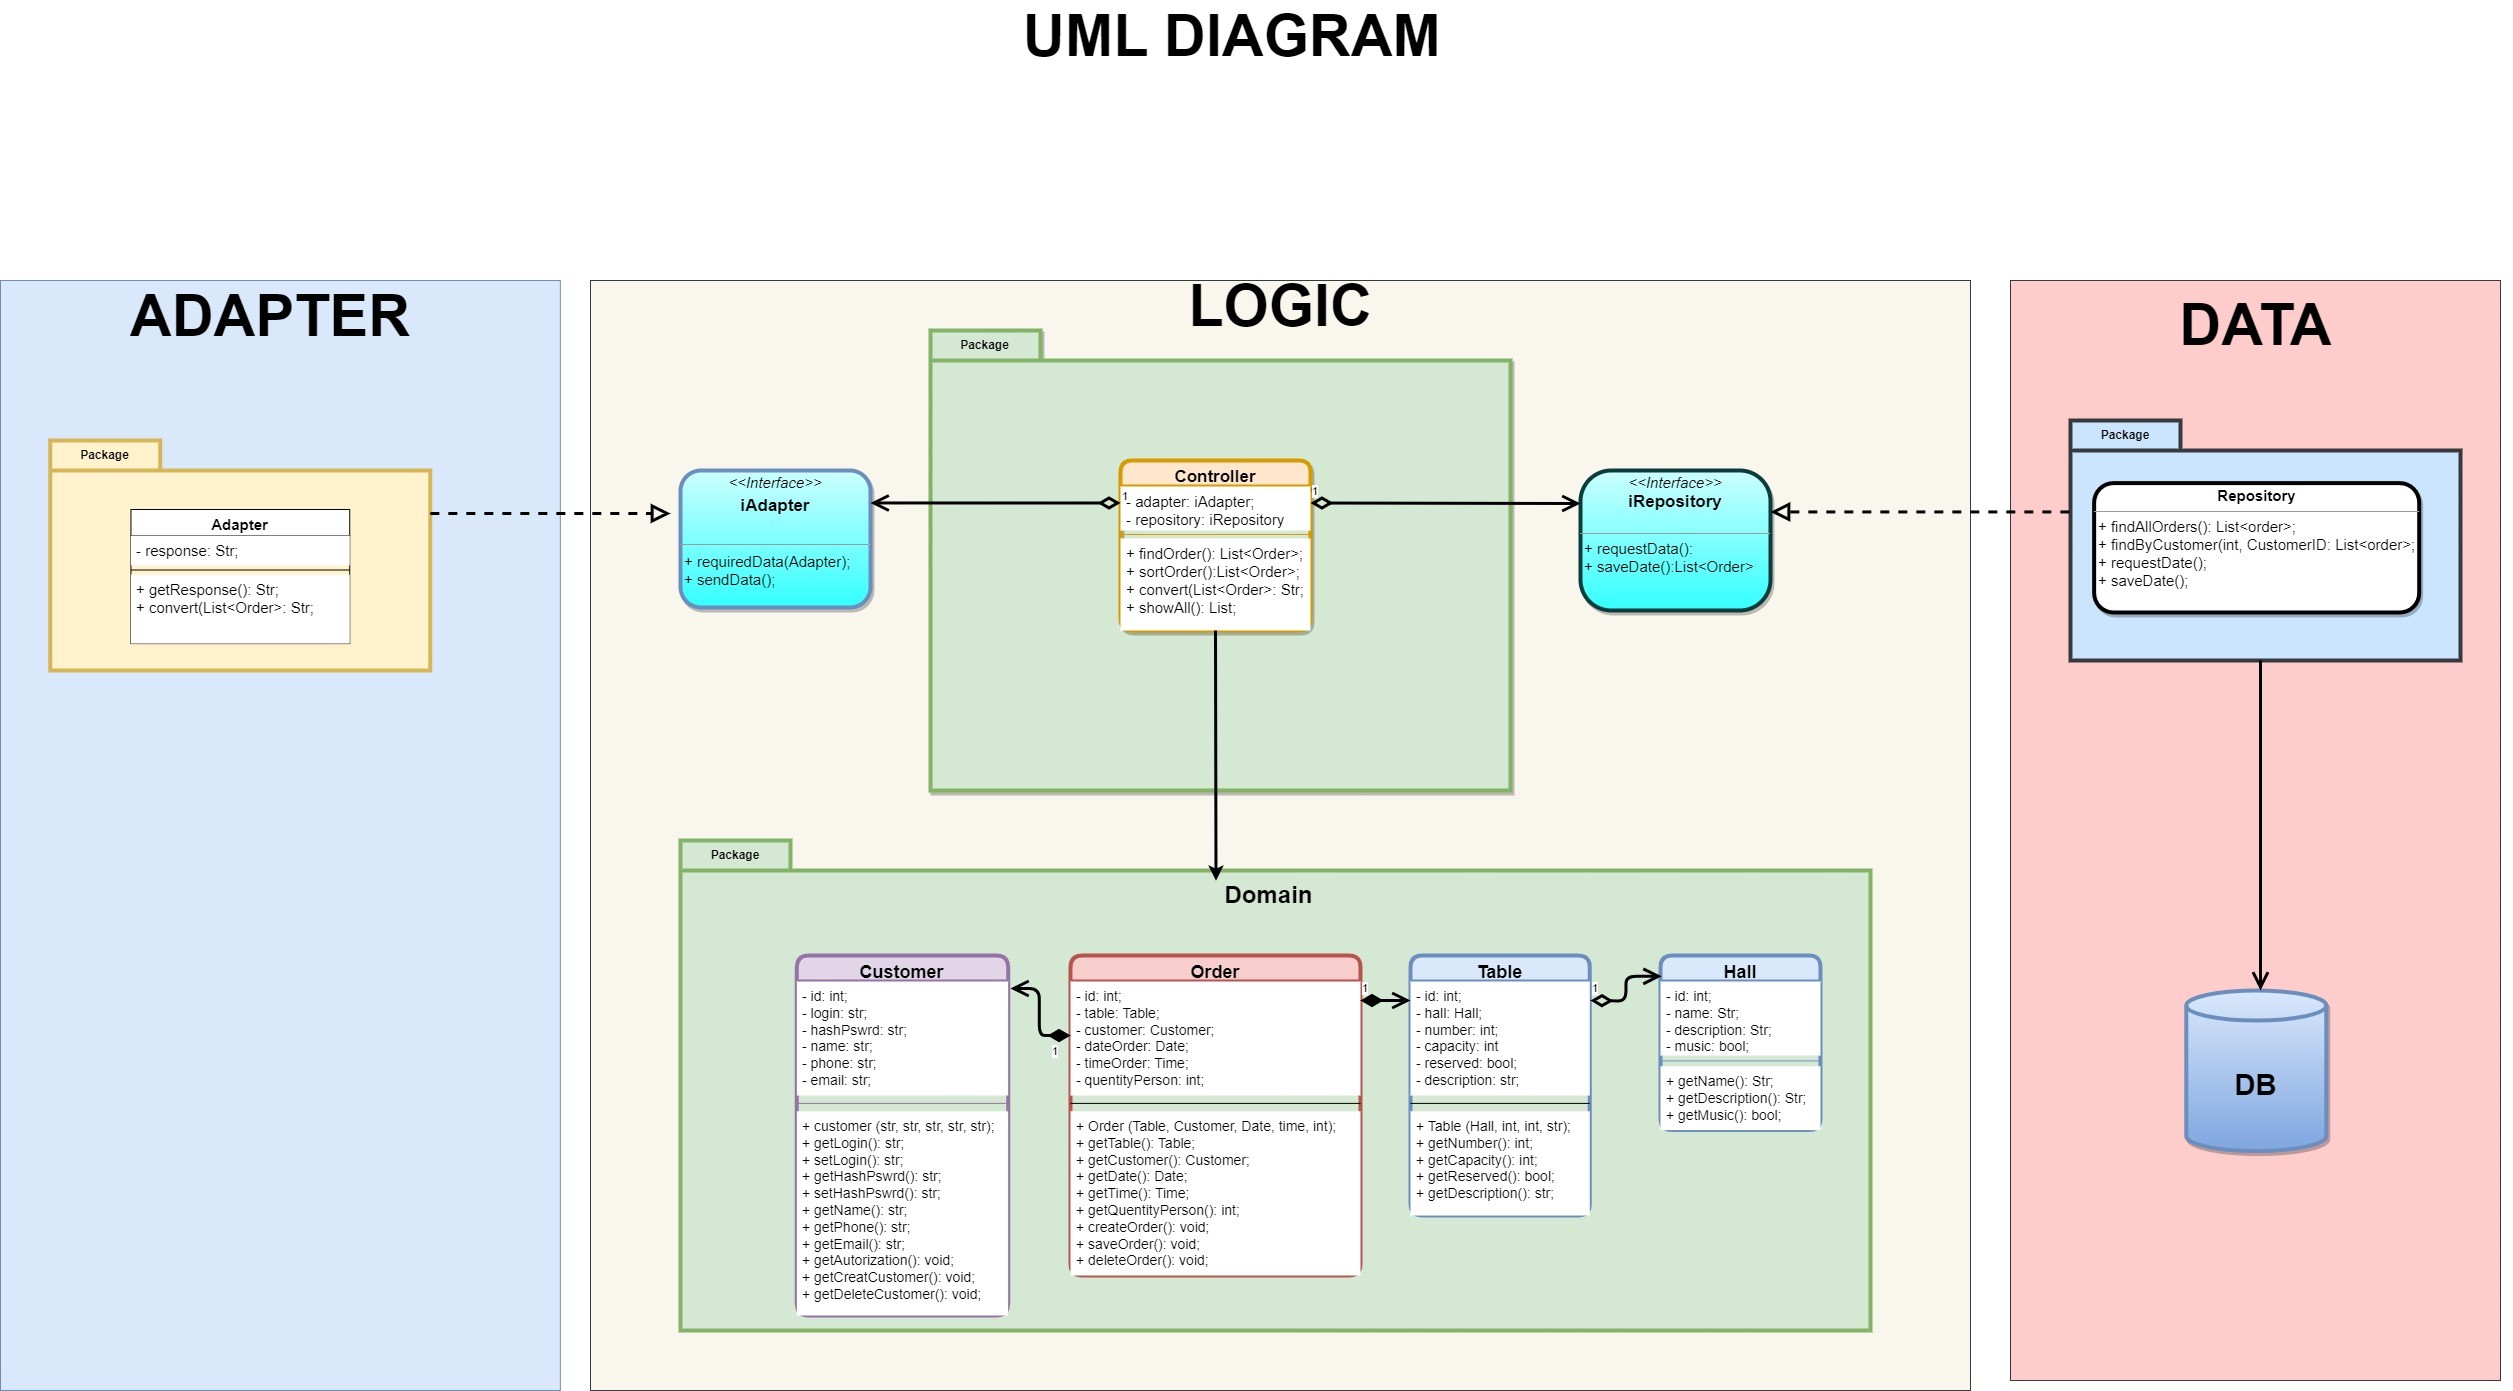 UML DIAGRAM
ADAPTER
Package
Adapter
- response: Str;
+ getResponse(): Str;
+ convert(List<Order>: Str;
LOGIC
Package
<<Interface>>
iAdapter
+ requiredData(Adapter);
+ sendData();
Controller
1
- adapter: iAdapter;
- repository: iRepository
+ findOrder(): List<Order>;
+ sortOrder():List<Order>;
+ convert(List<Order>: Str;
+ showAll(): List;
1
<<Interface>>
iRepository
+ requestData():
+ saveDate():List<Order>
Package
Domain
Customer
- id: int;
- login: str;
- hashPswrd: str;
- name: str;
- phone: str;
- email: str;
+ customer (str, str, str, str, str);
+ getLogin(): str;
+ setLogin(): str;
+ getHashPswrd(): str;
+ setHashPswrd(): str;
+ getName(): str;
+ getPhone(): str;
+ getEmail(): str;
+ getAutorization(): void;
+ getCreatCustomer(): void;
+ getDeleteCustomer(): void;
1
Order
- id: int;
- table: Table;
- customer: Customer;
- dateOrder: Date;
- timeOrder: Time;
- quentityPerson: int;
+ Order (Table, Customer, Date, time, int);
+ getTable(): Table;
+ getCustomer(): Customer;
+ getDate(): Date;
+ getTime(): Time;
+ getQuentityPerson(): int;
+ createOrder(): void;
+ saveOrder(): void;
+ deleteOrder(): void;
1
Table
- id: int;
- hall: Hall;
- number: int;
- capacity: int
- reserved: bool;
- description: str;
+ Table (Hall, int, int, str);
+ getNumber(): int;
+ getCapacity(): int;
+ getReserved(): bool;
+ getDescription(): str;
1
Hall
- id: int;
- name: Str;
- description: Str;
- music: bool;
+ getName(): Str;
+ getDescription(): Str;
+ getMusic(): bool;
DATA
Package
Repository
+ findAllOrders(): List<order>;
+ findByCustomer(int, CustomerID: List<order>;
+ requestDate();
+ saveDate();
DB